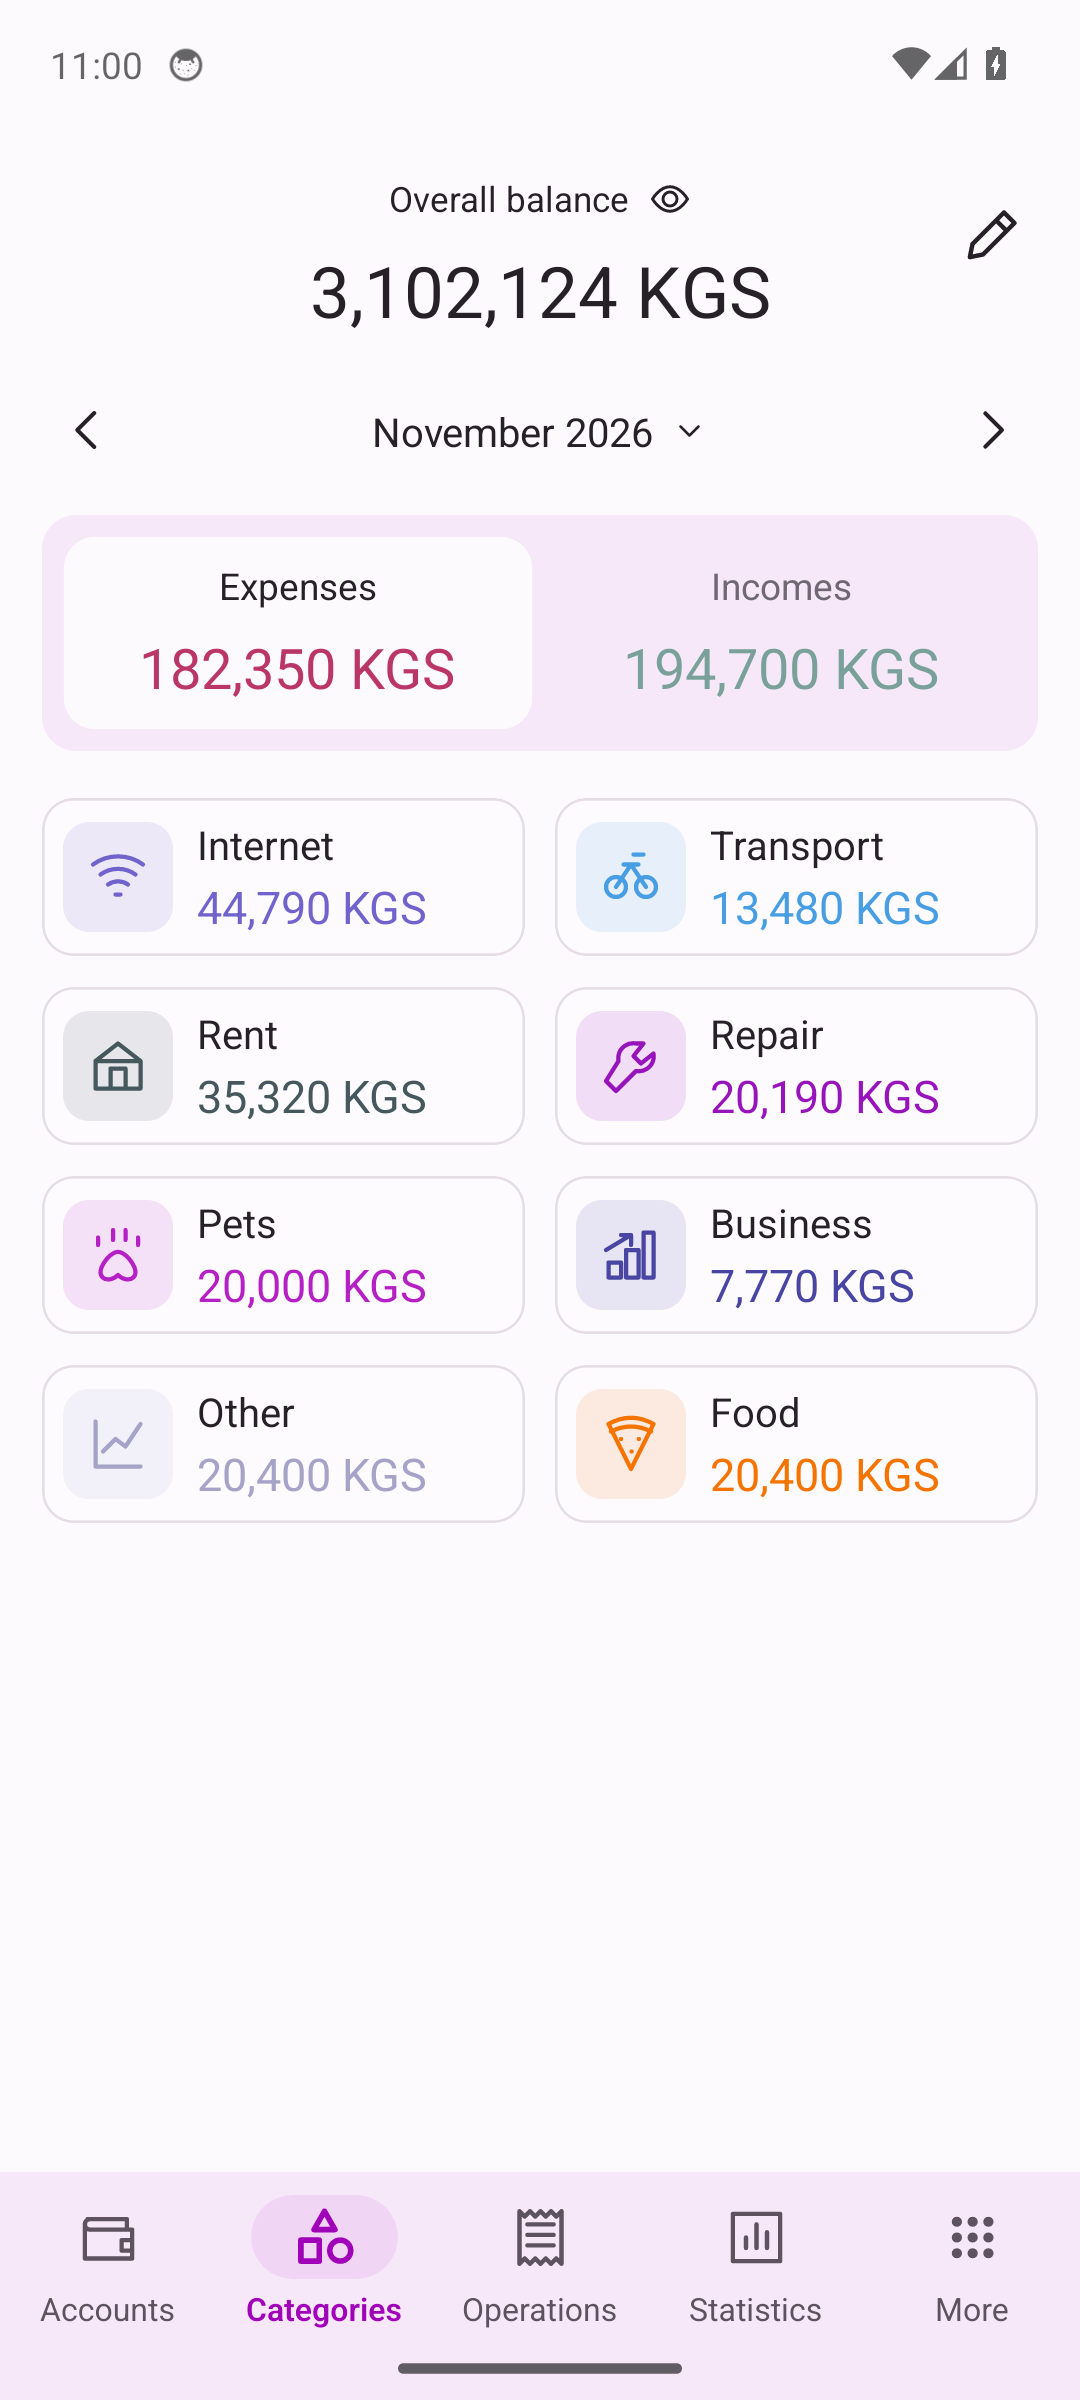 11:00
Overall balance
3,102,124 KGS
November 2026
Expenses
182,350 KGS
Incomes
194,700 KGS
Internet
44,790 KGS
Transport
13,480 KGS
Rent
35,320 KGS
Repair
20,190 KGS
Pets
20,000 KGS
Business
7,770 KGS
Other
20,400 KGS
Food
20,400 KGS
Accounts
Categories
Operations
Statistics
More